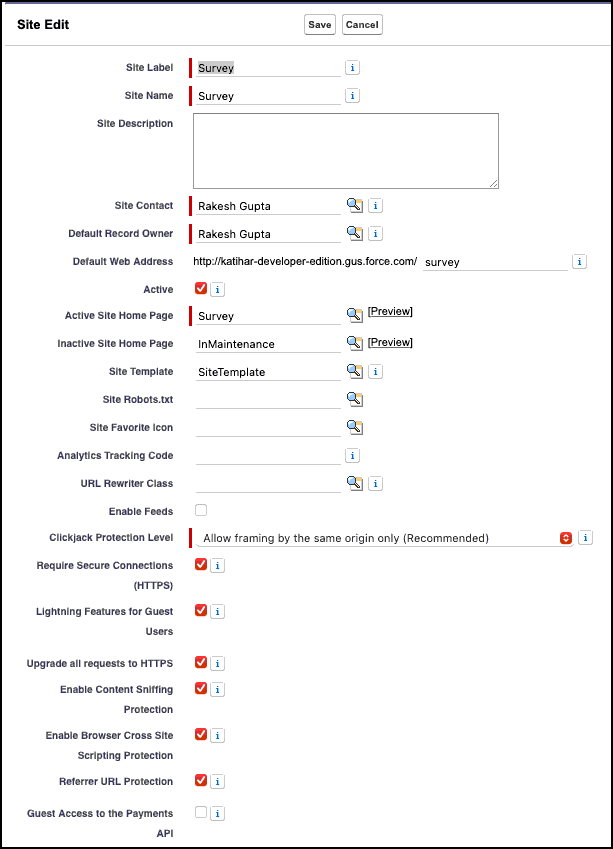 Site Edit Save Cancel
Site Label Survey i
Site Name Survey i
Site Description
Site Contact Rakesh Gupta i
Default Record Owner Rakesh Gupta i
Default Web Address http://katihar-developer-edition.gus.force.com/ survey i
Active i
Active Site Home Page Survey [Preview]
Inactive Site Home Page InMaintenance [Preview]
Site Template SiteTemplate i
Site Robots.txt
Site Favorite Icon
Analytics Tracking Code i
URL Rewriter Class i
Enable Feeds
Clickjack Protection Level Allow framing by the same origin only (Recommended) i
Require Secure Connections i
(HTTPS)
Lightning Features for Guest i
Users
Upgrade all requests to HTTPS i
Enable Content Sniffing i
Protection
Enable Browser Cross Site i
Scripting Protection
Referrer URL Protection i
Guest Access to the Payments i
API